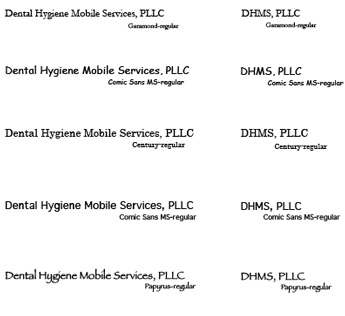 Dental Hygiene Mobile Services, PLLC
Garamond-regular
DHMS, PLLC
Garamond-regular
Dental Hygiene Mobile Services, PLLC
Comic Sans MS-regular
DHMS, PLLC
Comic Sans MS-regular
Dental Hygiene Mobile Services, PLLC
Century-regular
DHMS, PLLC
Century-regular
Dental Hygiene Mobile Services, PLLC
Comic Sans MS-regular
DHMS, PLLC
Comic Sans MS-regular
Dental Hygiene Mobile Services, PLLC
Papyrus-regular
DHMS, PLLC
Papyrus-regular